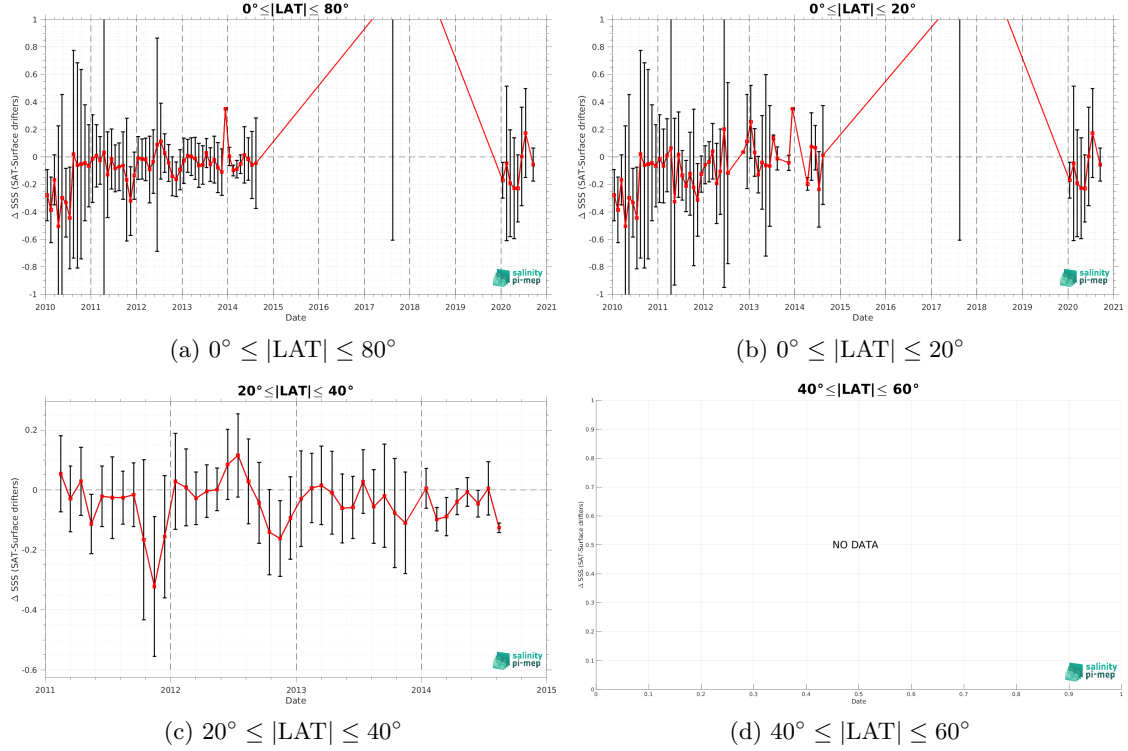 0°≤|LAT|≤ 80°
1
0.8
0.6
0.4
0.2
0
-0.2
-0.4
-0.6
-0.8
-1
Δ SSS (SAT-Surface drifters)
2010 2011 2012 2013 2014 2015 2016 2017 2018 2019 2020 2021
Date
salinity
pi-mep
(a) 0° ≤ |LAT| ≤ 80°
0°≤|LAT|≤ 20°
1
0.8
0.6
0.4
0.2
0
-0.2
-0.4
-0.6
-0.8
-1
Δ SSS (SAT-Surface drifters)
2010 2011 2012 2013 2014 2015 2016 2017 2018 2019 2020 2021
Date
salinity
pi-mep
(b) 0° ≤ |LAT| ≤ 20°
20°≤|LAT|≤ 40°
0.2
0
-0.2
-0.4
-0.6
Δ SSS (SAT-Surface drifters)
2011 2012 2013 2014 2015
Date
salinity
pi-mep
(c) 20° ≤ |LAT| ≤ 40°
40°≤|LAT|≤ 60°
1
0.9
0.8
0.7
0.6
0.5
0.4
0.3
0.2
0.1
0
Δ SSS (SAT-Surface drifters)
NO DATA
0 0.1 0.2 0.3 0.4 0.5 0.6 0.7 0.8 0.9 1
Date
salinity
pi-mep
(d) 40° ≤ |LAT| ≤ 60°